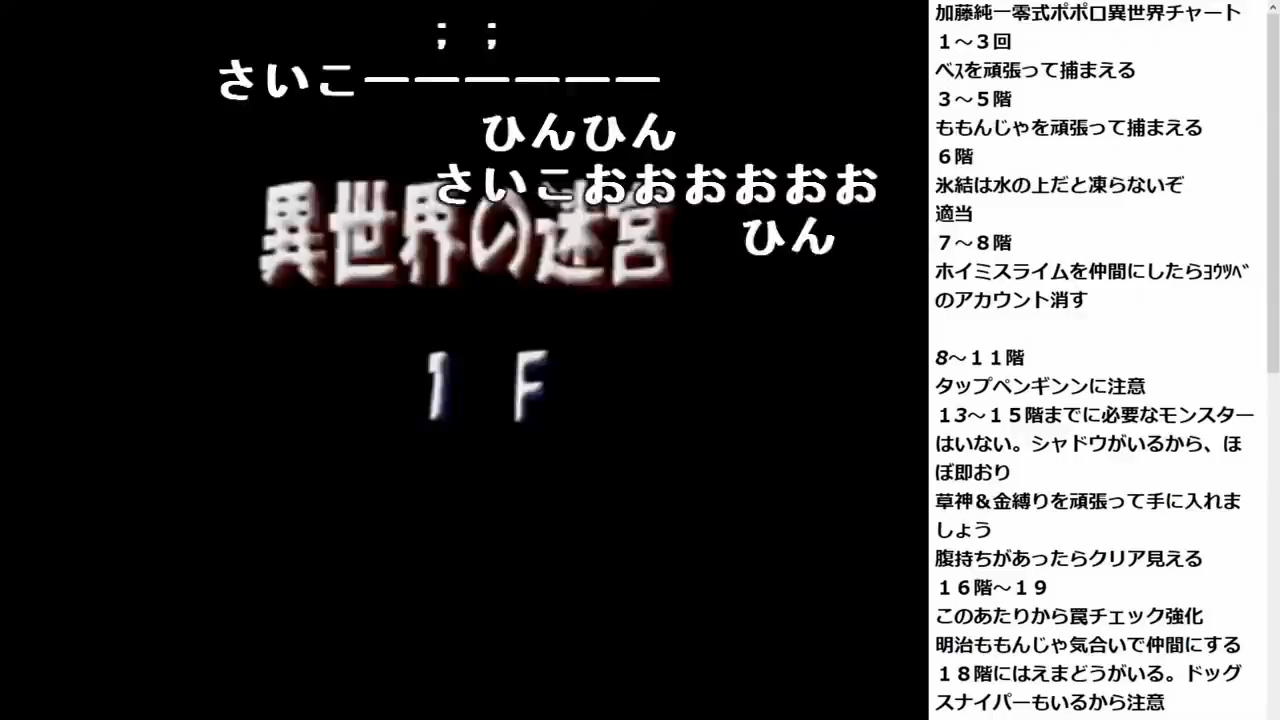 ; ;
さいこーーーーーー
ひんひん
さいこおおおおおお
ひん
異世界の迷宮
1 F
加藤純一零式ポポロ異世界チャート
１～３回
ベｽを頑張って捕まえる
３～５階
ももんじゃを頑張って捕まえる
６階
氷結は水の上だと凍らないぞ
適当
７～８階
ホイミスライムを仲間にしたらﾖｳﾂﾍﾞ
のアカウント消す
8～１１階
タップペンギンンに注意
１3～１５階までに必要なモンスター
はいない。シャドウがいるから、ほ
ぼ即おり
草神＆金縛りを頑張って手に入れま
しょう
腹持ちがあったらクリア見える
１６階～１９
このあたりから罠チェック強化
明治ももんじゃ気合いで仲間にする
１８階にはえまどうがいる。ドッグ
スナイパーもいるから注意